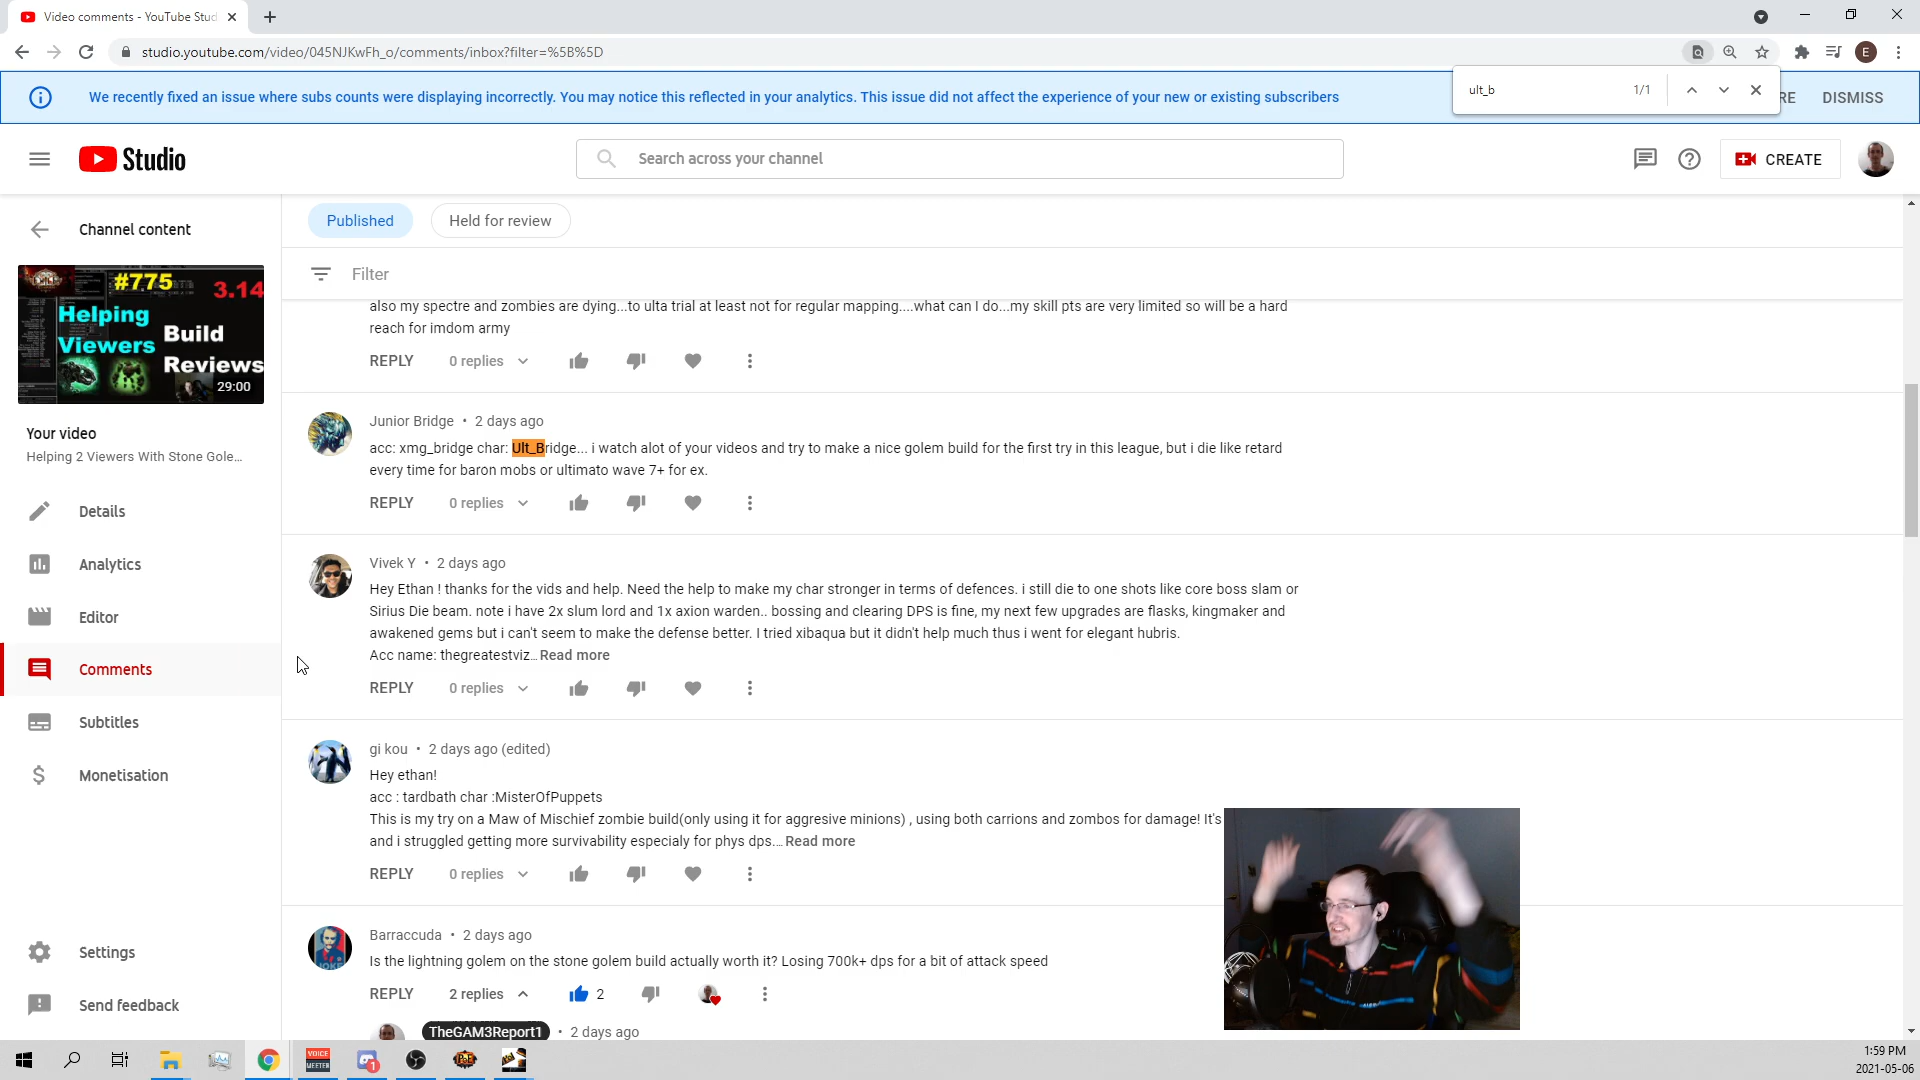 Video comments - YouTube Stud
studio.youtube.com/video/045NJKwFh_o/comments/inbox?filter=%5B%5D
E
We recently fixed an issue where subs counts were displaying incorrectly. You may notice this reflected in your analytics. This issue did not affect the experience of your new or existing subscribers
ult_b 1/1
RE DISMISS
Studio
Search across your channel
CREATE
Channel content
#775
3.14
Helping
Viewers
Build
Reviews
29:00
Your video
Helping 2 Viewers With Stone Gole...
Details
Analytics
Editor
Comments
Subtitles
Monetisation
Settings
Send feedback
Published Held for review
Filter
also my spectre and zombies are dying...to ulta trial at least not for regular mapping....what can I do...my skill pts are very limited so will be a hard
reach for imdom army
REPLY 0 replies
Junior Bridge • 2 days ago
acc: xmg_bridge char: Ult_Bridge... i watch alot of your videos and try to make a nice golem build for the first try in this league, but i die like retard
every time for baron mobs or ultimato wave 7+ for ex.
REPLY 0 replies
Vivek Y • 2 days ago
Hey Ethan ! thanks for the vids and help. Need the help to make my char stronger in terms of defences. i still die to one shots like core boss slam or
Sirius Die beam. note i have 2x slum lord and 1x axion warden.. bossing and clearing DPS is fine, my next few upgrades are flasks, kingmaker and
awakened gems but i can't seem to make the defense better. I tried xibaqua but it didn't help much thus i went for elegant hubris.
Acc name: thegreatestviz... Read more
REPLY 0 replies
gi kou • 2 days ago (edited)
Hey ethan!
acc : tardbath char :MisterOfPuppets
This is my try on a Maw of Mischief zombie build(only using it for aggresive minions) , using both carrions and zombos for damage! It's
and i struggled getting more survivability especialy for phys dps.... Read more
REPLY 0 replies
Barraccuda • 2 days ago
Is the lightning golem on the stone golem build actually worth it? Losing 700k+ dps for a bit of attack speed
REPLY 2 replies 2
TheGAM3Report1 • 2 days ago
JOKE
VOICE
MEETER
1
1:59 PM
2021-05-06